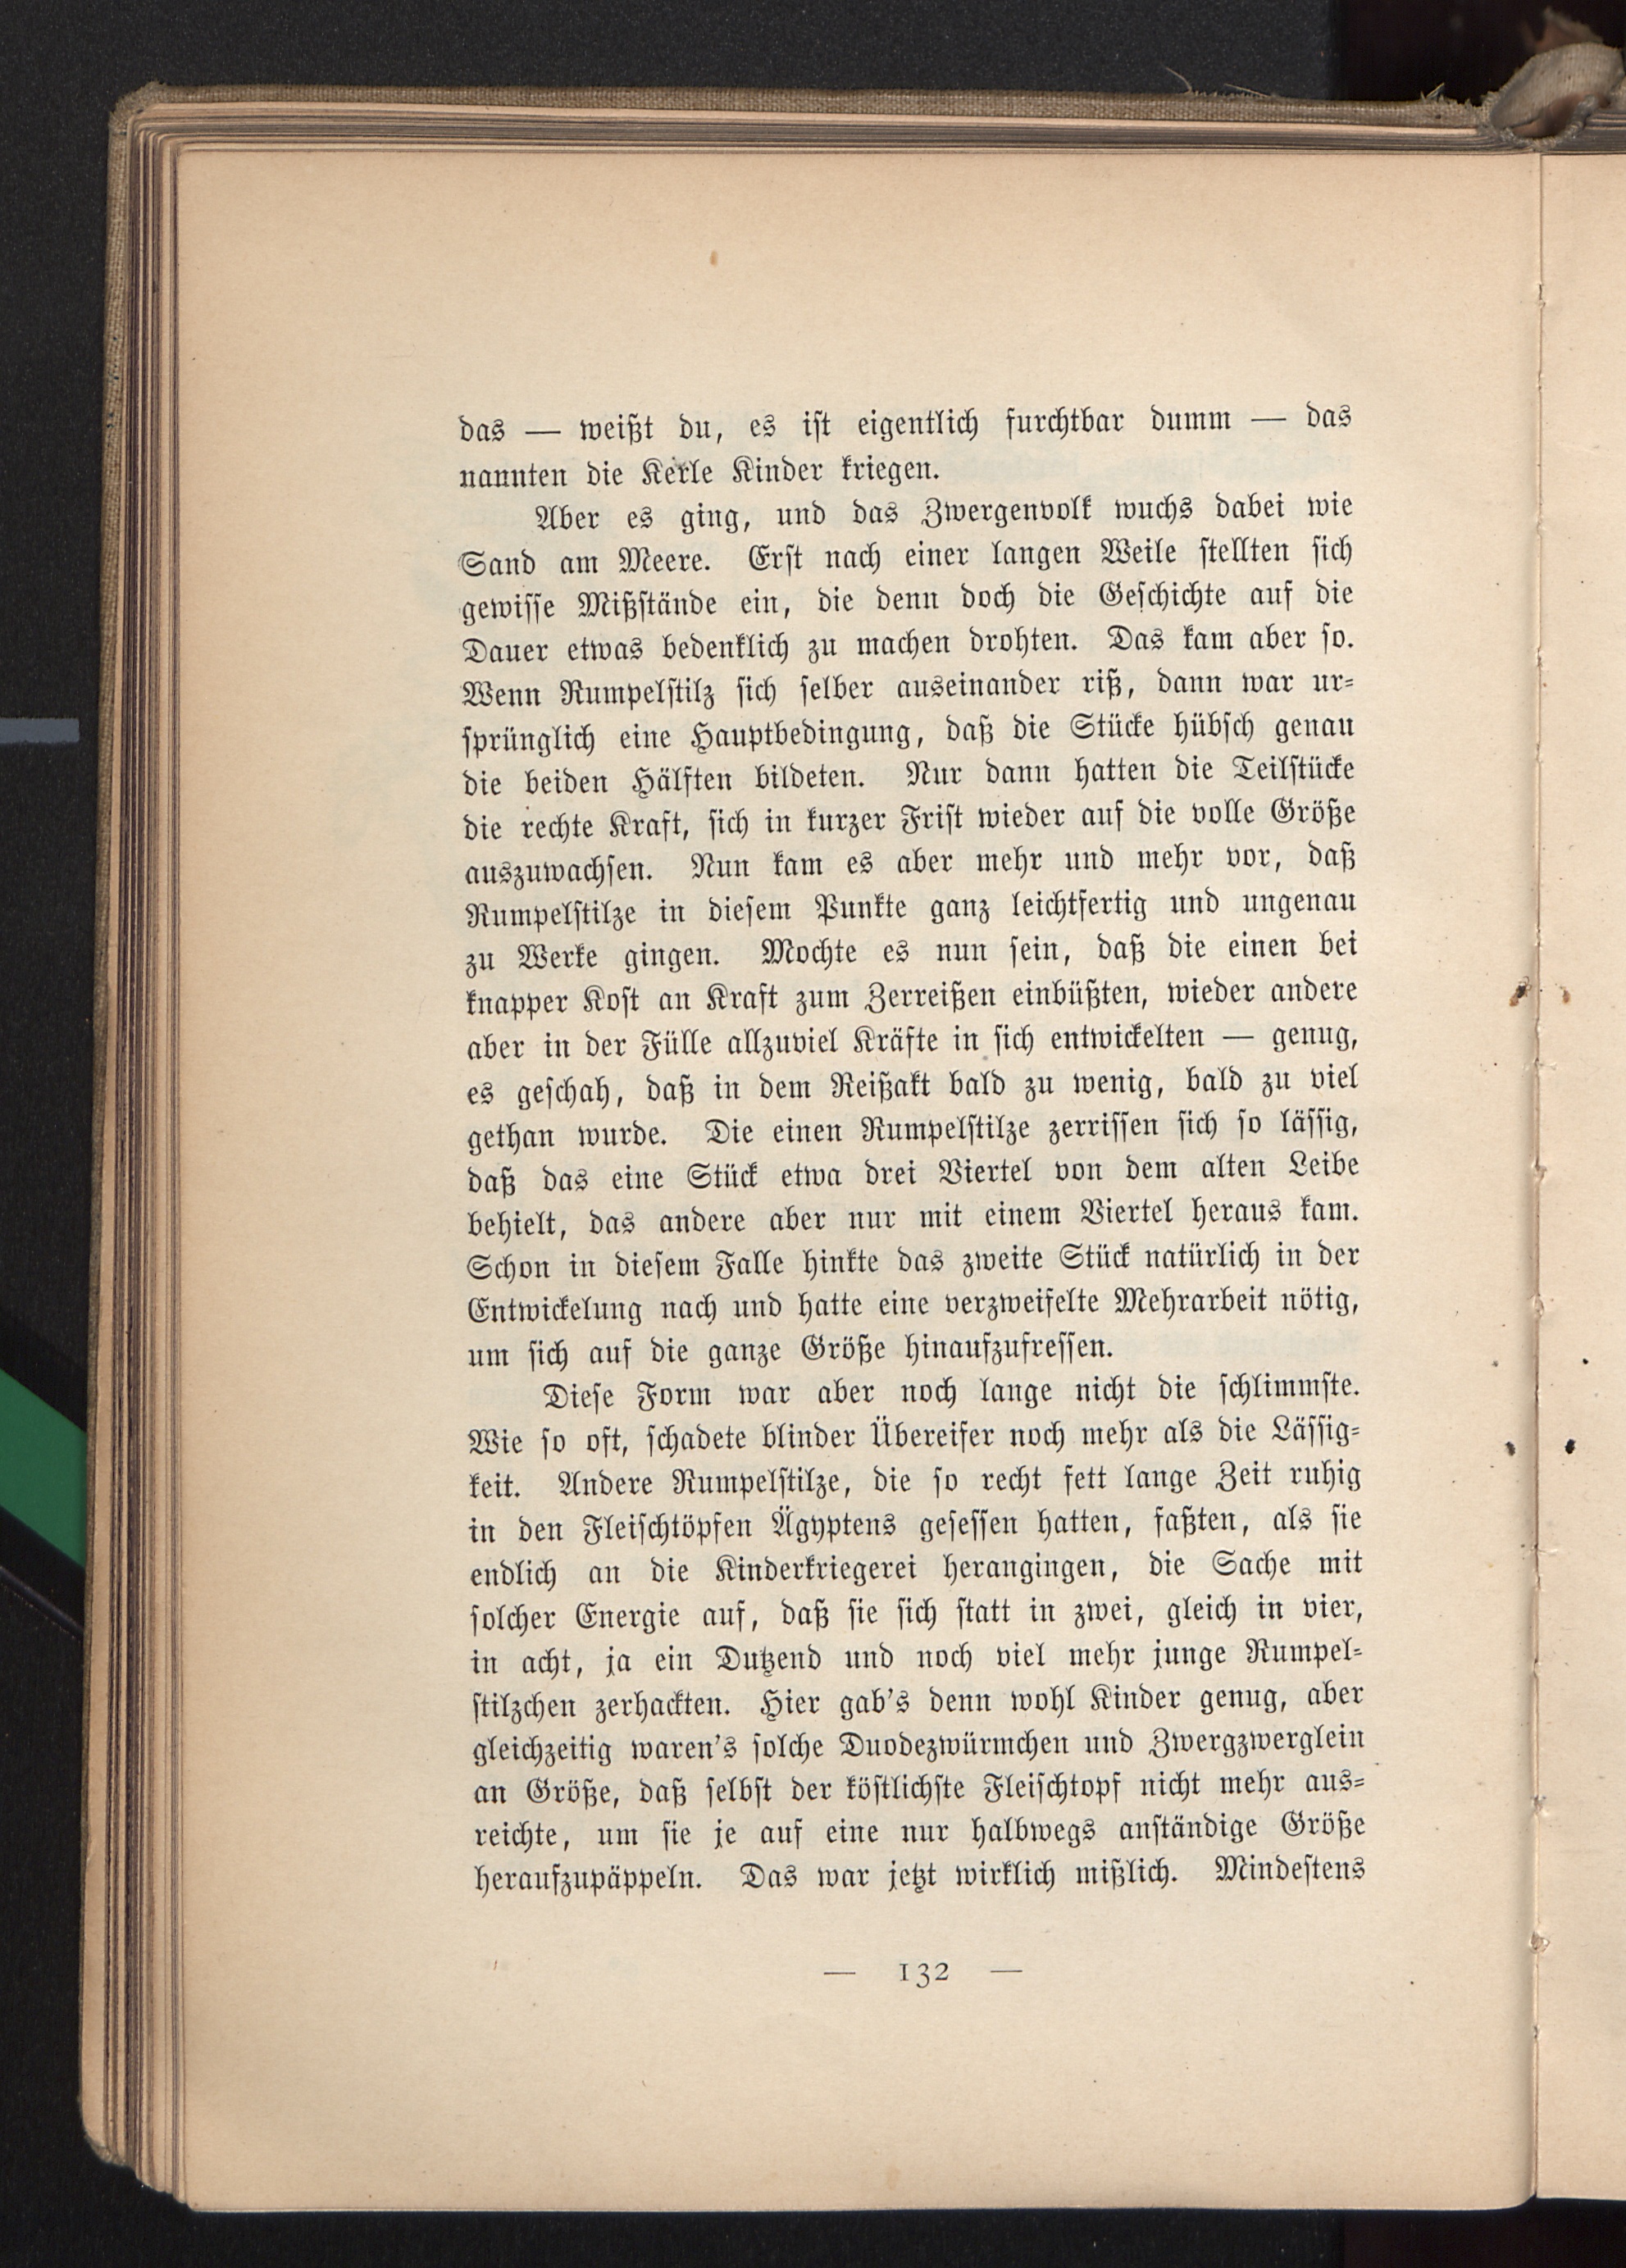 das — weißt du, es ist eigentlich furchtbar dumm — das
nannten die Kerle Kinder kriegen.
Aber es ging, und das Zwergenvolk wuchs dabei wie
Sand am Meere. Erst nach einer langen Weile stellten sich
gewisse Mißstände ein, die denn doch die Geschichte auf die
Dauer etwas bedenklich zu machen drohten. Das kam aber so.
Wenn Rumpelstilz sich selber auseinander riß, dann war ur-
sprünglich eine Hauptbedingung, daß die Stücke hübsch genau
die beiden Hälften bildeten. Nur dann hatten die Teilstücke
die rechte Kraft, sich in kurzer Frist wieder auf die volle Größe
auszuwachsen. Nun kam es aber mehr und mehr vor, daß
Rumpelstilze in diesem Punkte ganz leichtfertig und ungenau
zu Werke gingen. Mochte es nun sein, daß die einen bei
knapper Kost an Kraft zum Zerreißen einbüßten, wieder andere
aber in der Fülle allzuviel Kräfte in sich entwickelten — genug,
es geschah, daß in dem Reißakt bald zu wenig, bald zu viel
gethan wurde. Die einen Rumpelstilze zerrissen sich so lässig,
daß das eine Stück etwa drei Viertel von dem alten Leibe
behielt, das andere aber nur mit einem Viertel heraus kam.
Schon in diesem Falle hinkte das zweite Stück natürlich in der
Entwickelung nach und hatte eine verzweifelte Mehrarbeit nötig,
um sich auf die ganze Größe hinaufzufressen.
Diese Form war aber noch lange nicht die schlimmste.
Wie so oft, schadete blinder Übereifer noch mehr als die Lässig-
keit. Andere Rumpelstilze, die so recht fett lange Zeit ruhig
in den Fleischtöpfen Ägyptens gesessen hatten, faßten, als sie
endlich an die Kinderkriegerei herangingen, die Sache mit
solcher Energie auf, daß sie sich statt in zwei, gleich in vier,
in acht, ja ein Dutzend und noch viel mehr junge Rumpel-
stilzchen zerhackten. Hier gab's denn wohl Kinder genug, aber
gleichzeitig waren's solche Duodezwürmchen und Zwergzwerglein
an Größe, daß selbst der köstlichste Fleischtopf nicht mehr aus-
reichte, um sie je auf eine nur halbwegs anständige Größe
heraufzupäppeln. Das war jetzt wirklich mißlich. Mindestens
— 132 —